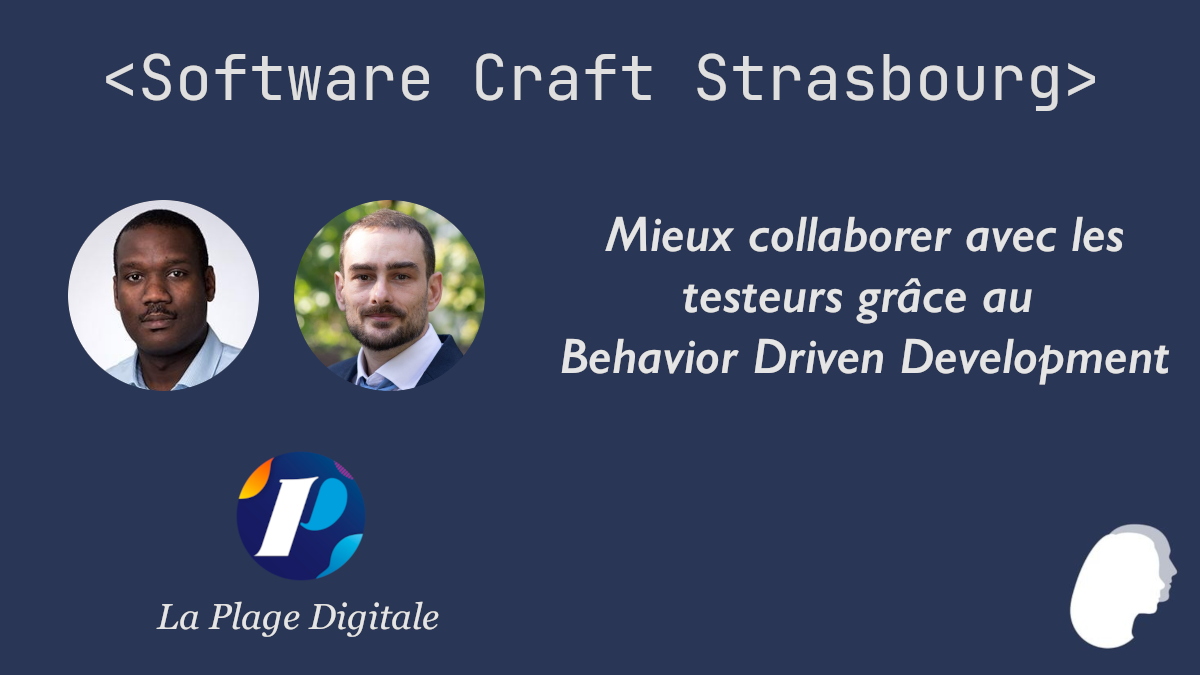 <Software Craft Strasbourg>
Mieux collaborer avec les
testeurs grâce au
Behavior Driven Development
P
La Plage Digitale